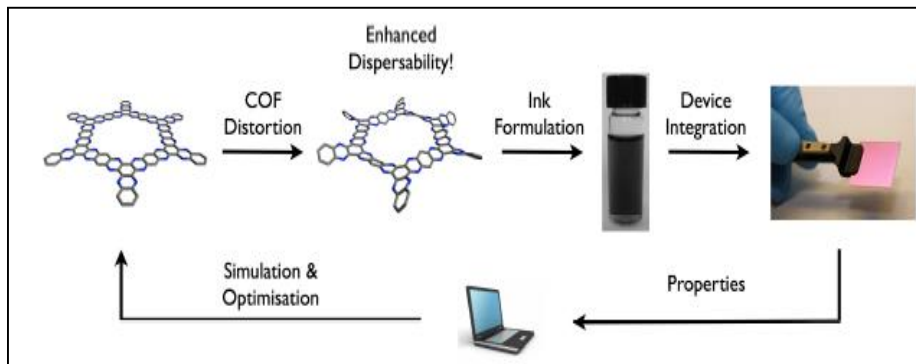 Enhanced
Dispersability!
COF
Distortion
Ink
Formulation
Device
Integration
Simulation &
Optimisation
Properties